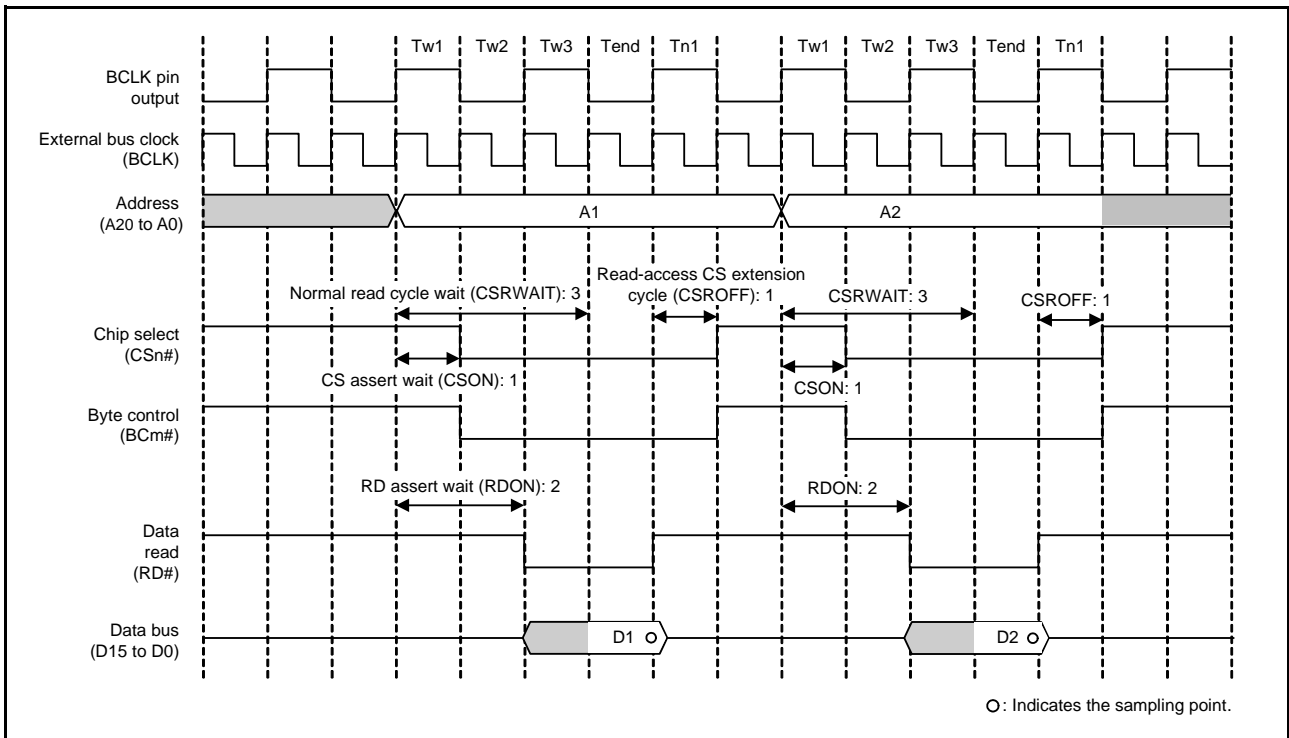 Tw1 Tw2 Tw3 Tend Tn1 Tw1 Tw2 Tw3 Tend Tn1
BCLK pin
output
External bus clock
(BCLK)
Address
(A20 to A0)
A1 A2
Normal read cycle wait (CSRWAIT): 3
Read-access CS extension
cycle (CSROFF): 1
CSRWAIT: 3
CSROFF: 1
Chip select
(CSn#)
CS assert wait (CSON): 1
CSON: 1
Byte control
(BCm#)
RD assert wait (RDON): 2
RDON: 2
Data
read
(RD#)
Data bus
(D15 to D0)
D1 D2
: Indicates the sampling point.